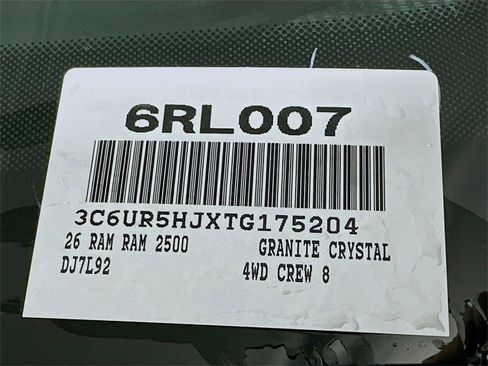 6RL007
3C6UR5HJXTG175204
26 RAM RAM 2500 GRANITE CRYSTAL
DJ7L92 4WD CREW 8